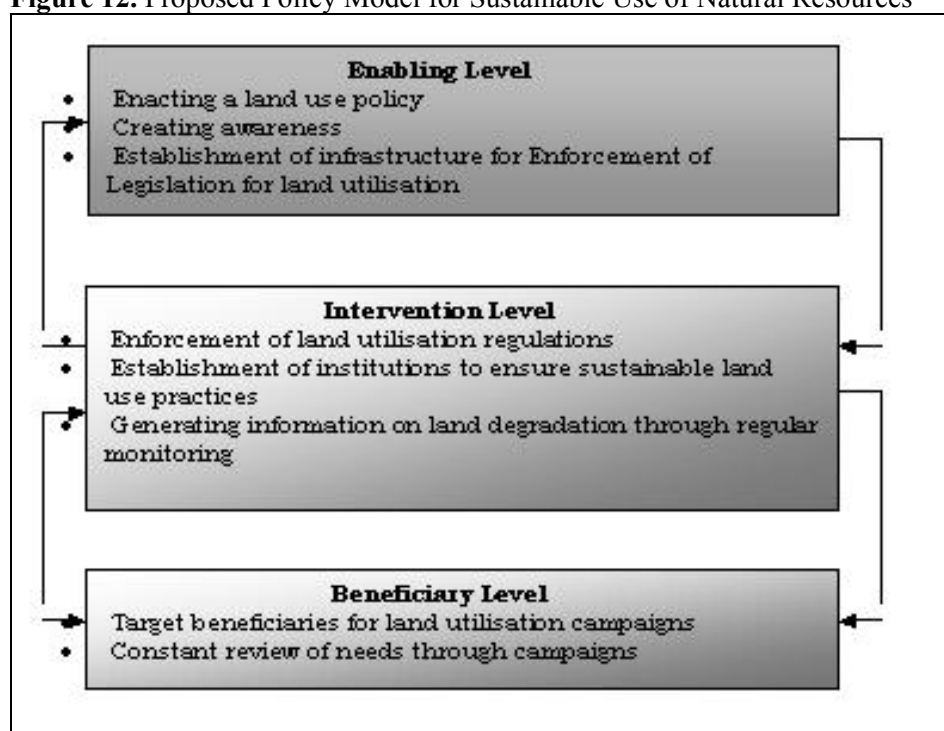 Figure 12. Proposed Policy Model for Sustainable Use of Natural Resources
Enabling Level
• Enacting a land use policy
• Creating awareness
• Establishment of infrastructure for Enforcement of
Legislation for land utilisation
Intervention Level
• Enforcement of land utilisation regulations
• Establishment of institutions to ensure sustainable land
use practices
• Generating information on land degradation through regular
monitoring
Beneficiary Level
• Target beneficiaries for land utilisation campaigns
• Constant review of needs through campaigns